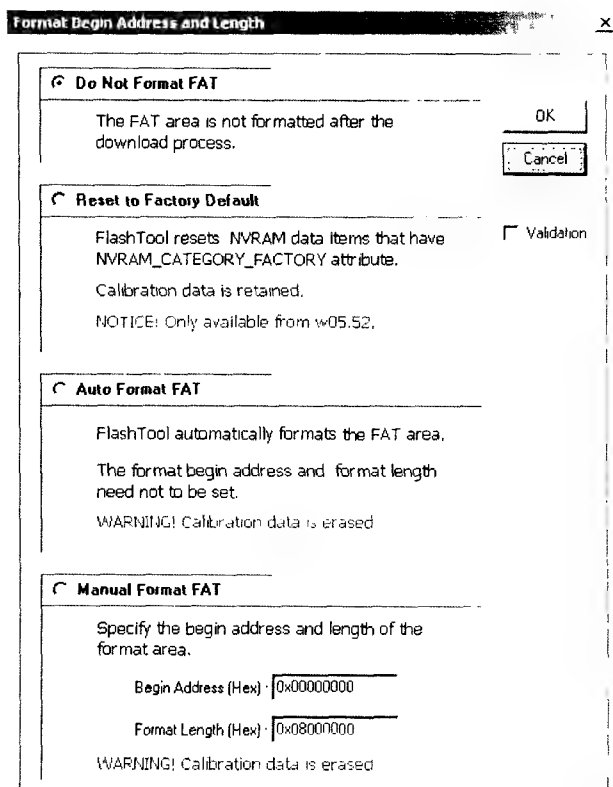 Format Begin Address and Length
Do Not Format FAT
The FAT area is not formatted after the
download process.
OK
Cancel
Reset to Factory Default
FlashTool resets NVRAM data items that have
NVRAM_CATEGORY_FACTORY attribute.
Validation
Calibration data is retained.
NOTICE! Only available from w05.52.
Auto Format FAT
FlashTool automatically formats the FAT area.
The format begin address and format length
need not to be set.
WARNING! Calibration data is erased
Manual Format FAT
Specify the begin address and length of the
format area.
Begin Address (Hex) : 0x00000000
Format Length (Hex) : 0x08000000
WARNING! Calibration data is erased